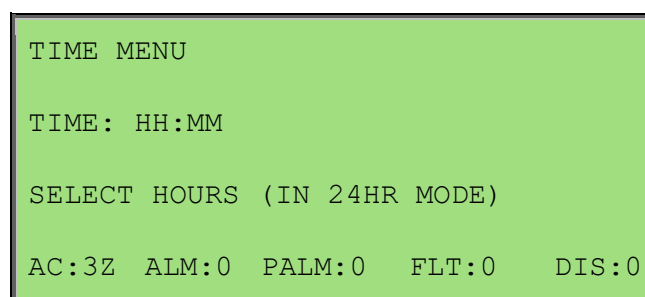 TIME MENU
TIME: HH:MM
SELECT HOURS (IN 24HR MODE)
AC:3Z ALM:0 PALM:0 FLT:0 DIS:0